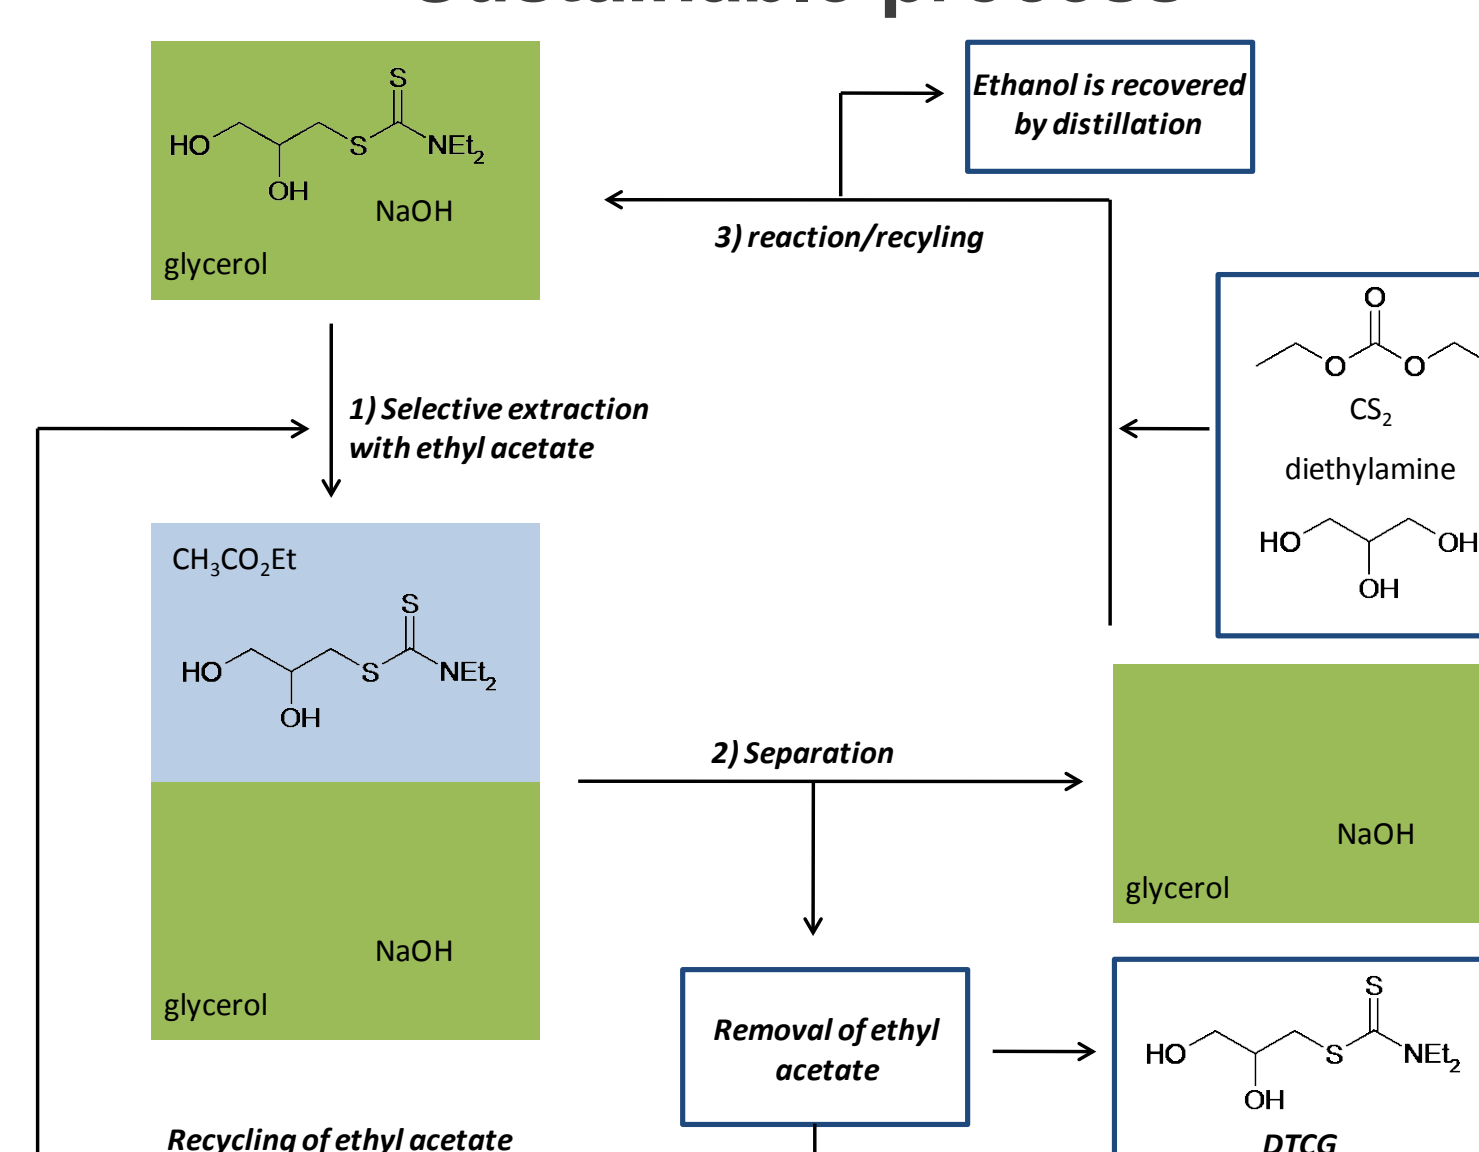 Sustainable process
S
HO
S
NEt2
OH
NaOH
glycerol
Ethanol is recovered
by distillation
3) reaction/recyling
O
O
O
CS2
diethylamine
HO
OH
OH
1) Selective extraction
with ethyl acetate
CH3CO2Et
S
HO
S
NEt2
OH
NaOH
glycerol
2) Separation
NaOH
glycerol
Removal of ethyl
acetate
S
HO
S
NEt2
OH
DTCG
Recycling of ethyl acetate